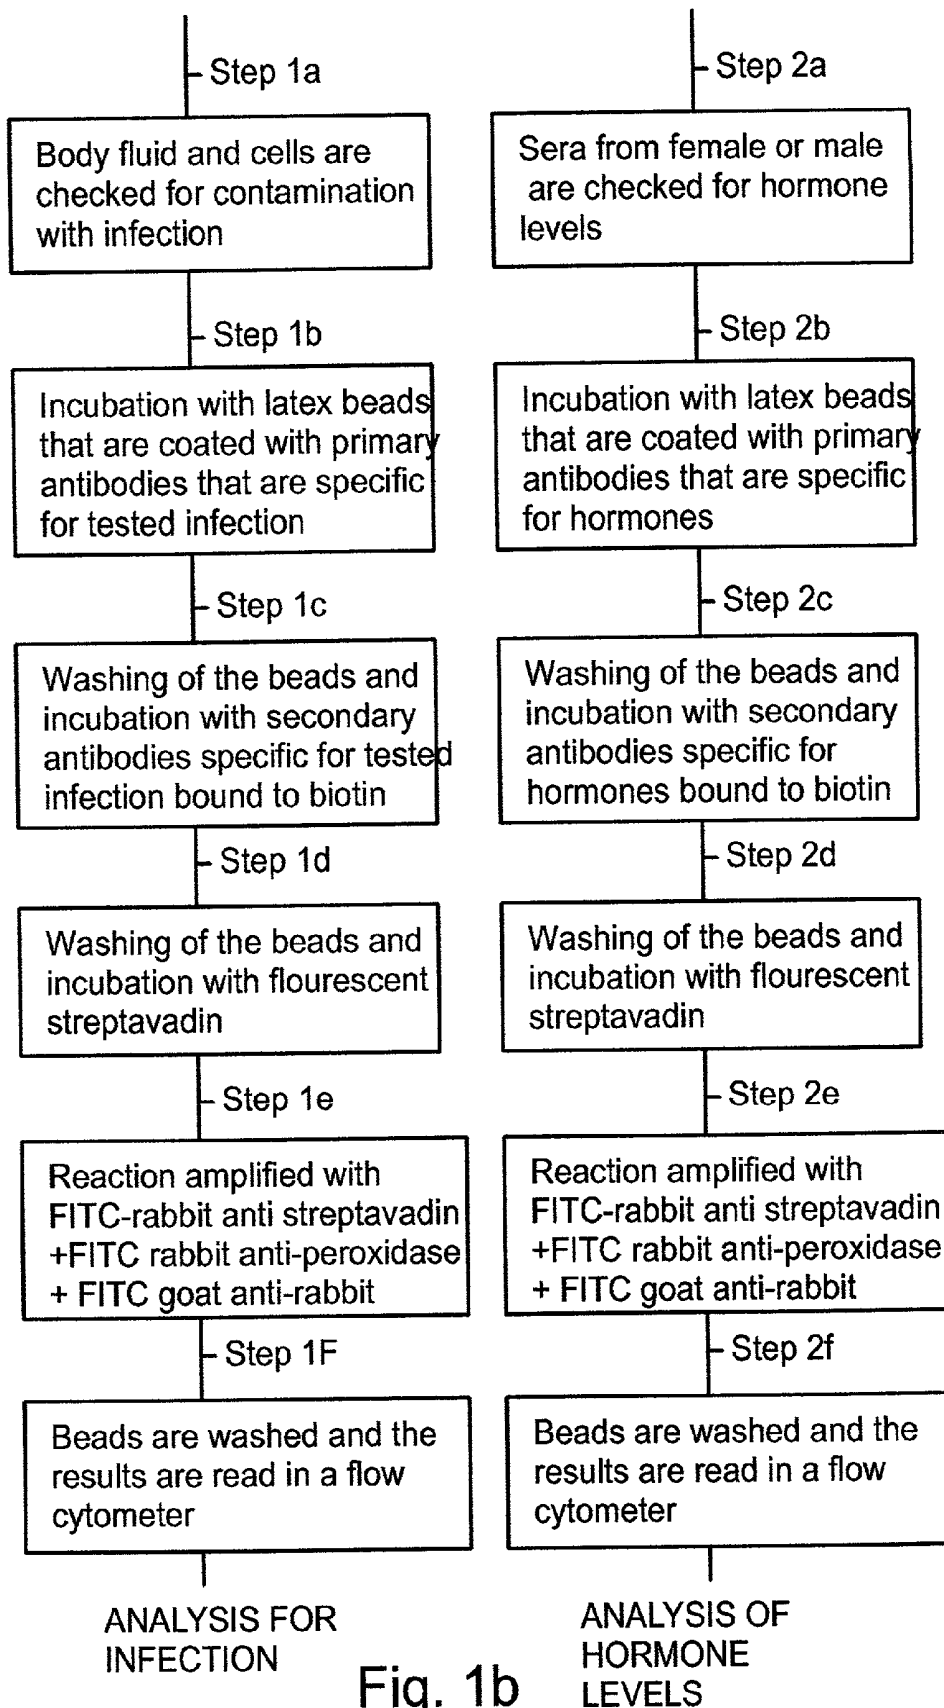 Step 1a
Body fluid and cells are
checked for contamination
with infection
Step 1b
Incubation with latex beads
that are coated with primary
antibodies that are specific
for tested infection
Step 1c
Washing of the beads and
incubation with secondary
antibodies specific for tested
infection bound to biotin
Step 1d
Washing of the beads and
incubation with flourescent
streptavadin
Step 1e
Reaction amplified with
FITC-rabbit anti streptavadin
+FITC rabbit anti-peroxidase
+ FITC goat anti-rabbit
Step 1F
Beads are washed and the
results are read in a flow
cytometer
ANALYSIS FOR
INFECTION
Step 2a
Sera from female or male
are checked for hormone
levels
Step 2b
Incubation with latex beads
that are coated with primary
antibodies that are specific
for hormones
Step 2c
Washing of the beads and
incubation with secondary
antibodies specific for
hormones bound to biotin
Step 2d
Washing of the beads and
incubation with flourescent
streptavadin
Step 2e
Reaction amplified with
FITC-rabbit anti streptavadin
+FITC rabbit anti-peroxidase
+ FITC goat anti-rabbit
Step 2f
Beads are washed and the
results are read in a flow
cytometer
ANALYSIS OF
HORMONE
LEVELS
Fig. 1b